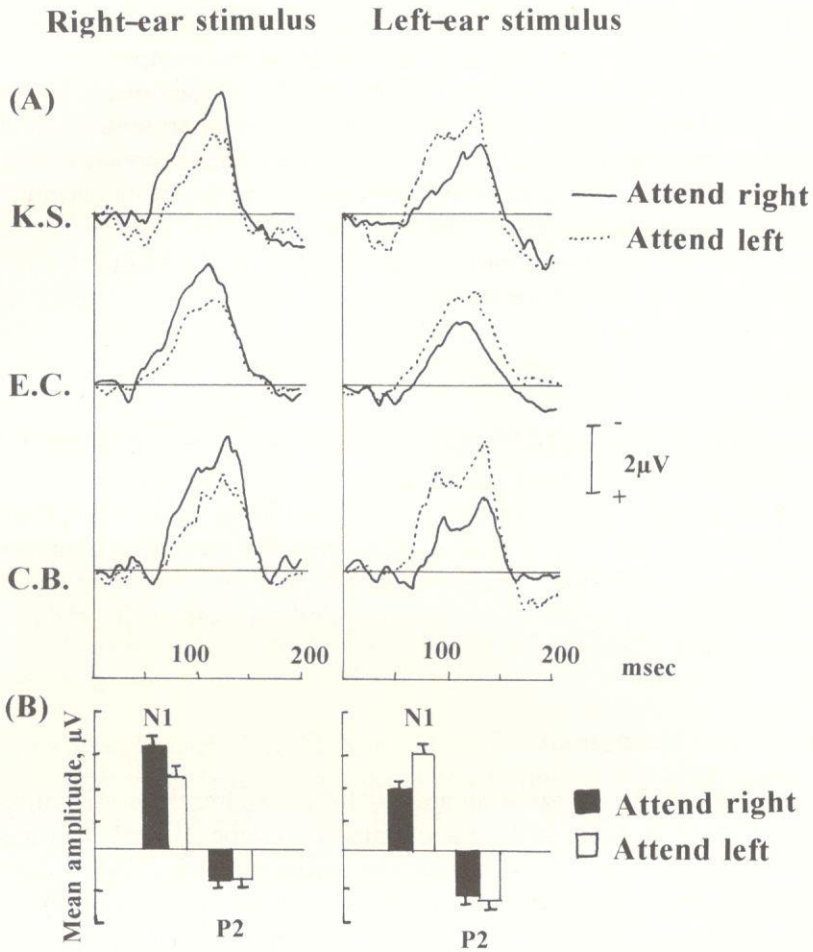 Right–ear stimulus Left–ear stimulus
(A)
K.S.
Attend right
Attend left
E.C.
-
2μV
+
C.B.
100 200 100 200 msec
(B)
N1 N1
Mean amplitude, μV
Attend right
Attend left
P2 P2